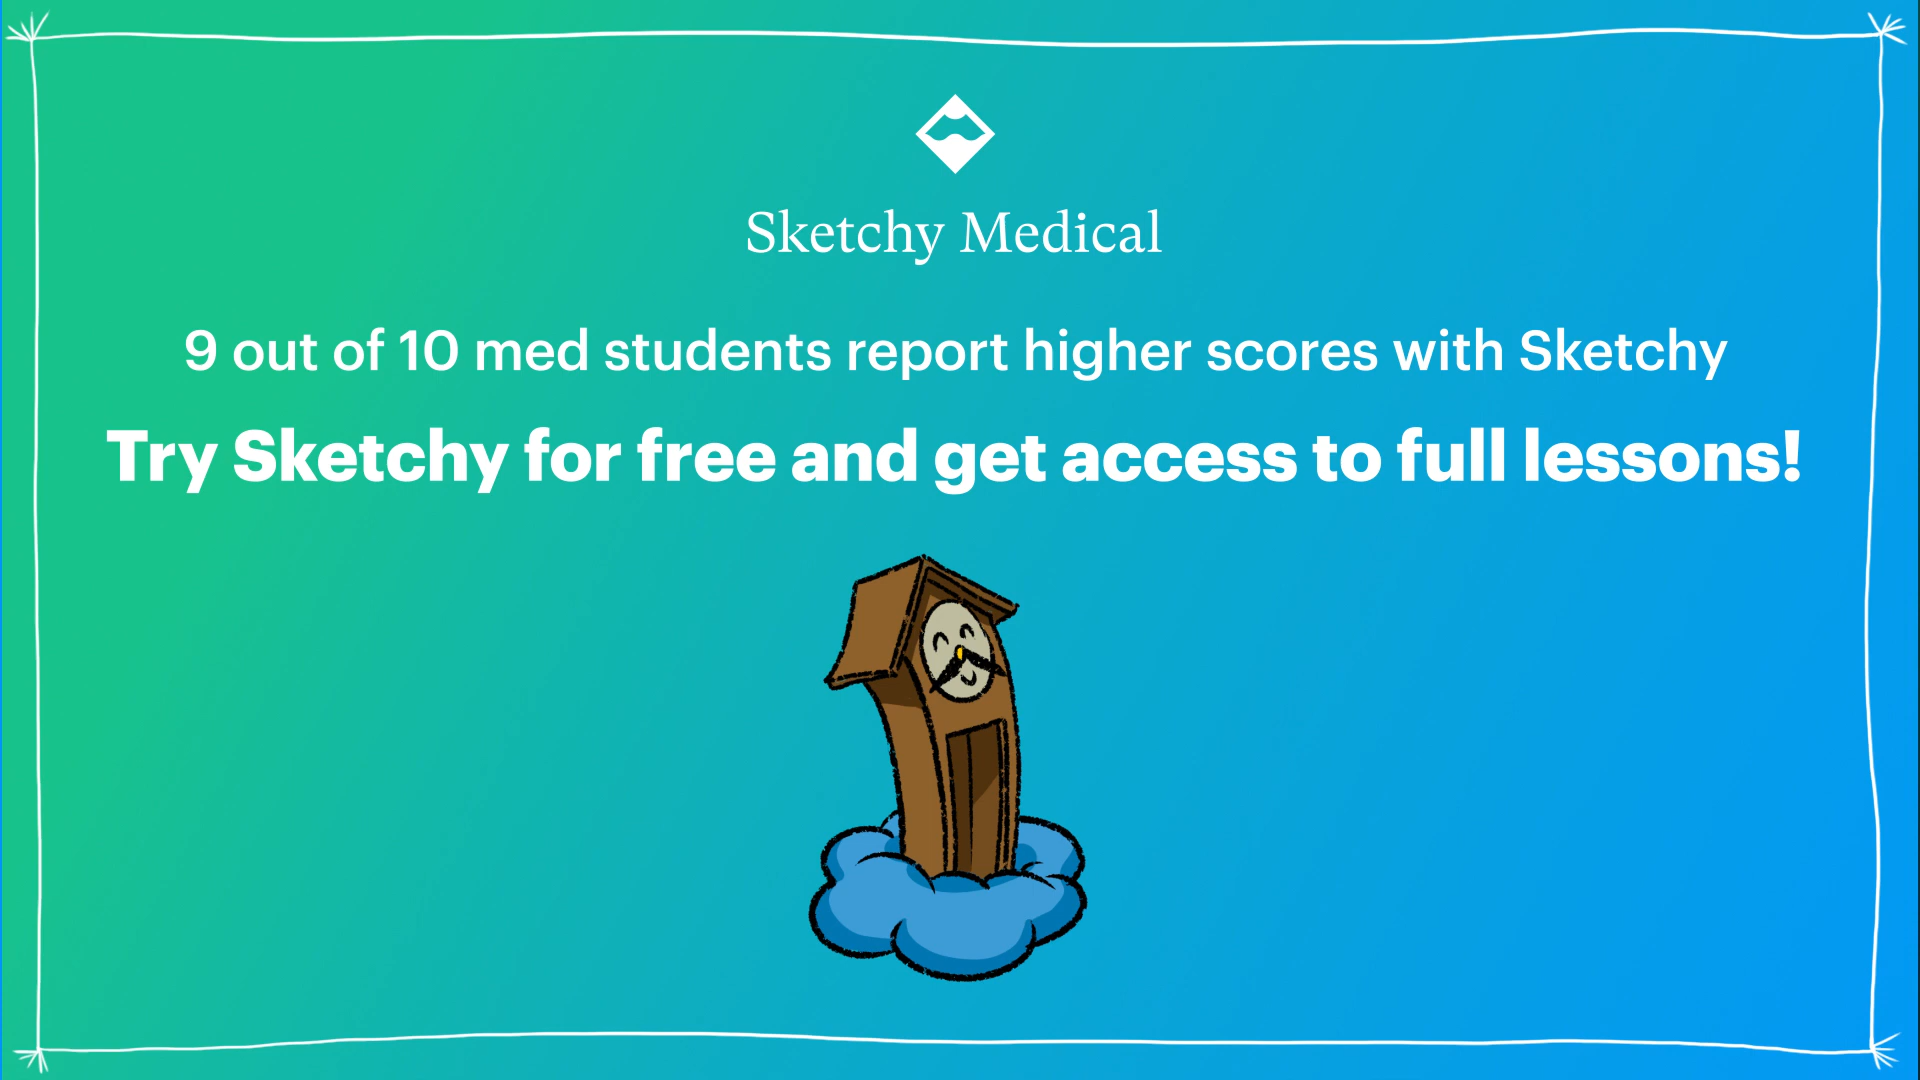 Sketchy Medical
9 out of 10 med students report higher scores with Sketchy
Try Sketchy for free and get access to full lessons!